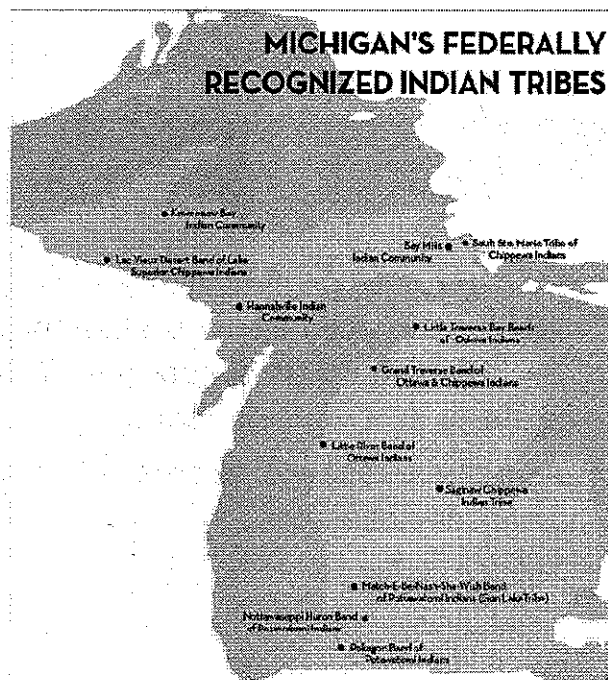 MICHIGAN'S FEDERALLY
RECOGNIZED INDIAN TRIBES
Keweenaw Bay
Indian Community
Bay Mills
Indian Community
Sault Ste. Marie Tribe of
Chippewa Indians
Lac Vieux Desert Band of Lake
Superior Chippewa Indians
Hannahville Indian
Community
Little Traverse Bay Bands
of Odawa Indians
Grand Traverse Band of
Ottawa & Chippewa Indians
Little River Band of
Ottawa Indians
Saginaw Chippewa
Indian Tribe
Match-E-Be-Nash-She-Wish Band
of Pottawatomi Indians (Gun Lake Tribe)
Nottawaseppi Huron Band
of Potawatomi Indians
Pokagon Band of
Potawatomi Indians